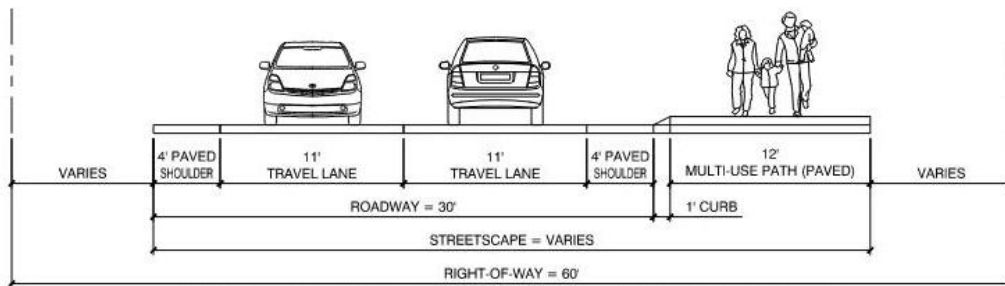 VARIES
4' PAVED
SHOULDER
11'
TRAVEL LANE
11'
TRAVEL LANE
4' PAVED
SHOULDER
12'
MULTI-USE PATH (PAVED)
VARIES
ROADWAY = 30'
1' CURB
STREETSCAPE = VARIES
RIGHT-OF-WAY = 60'